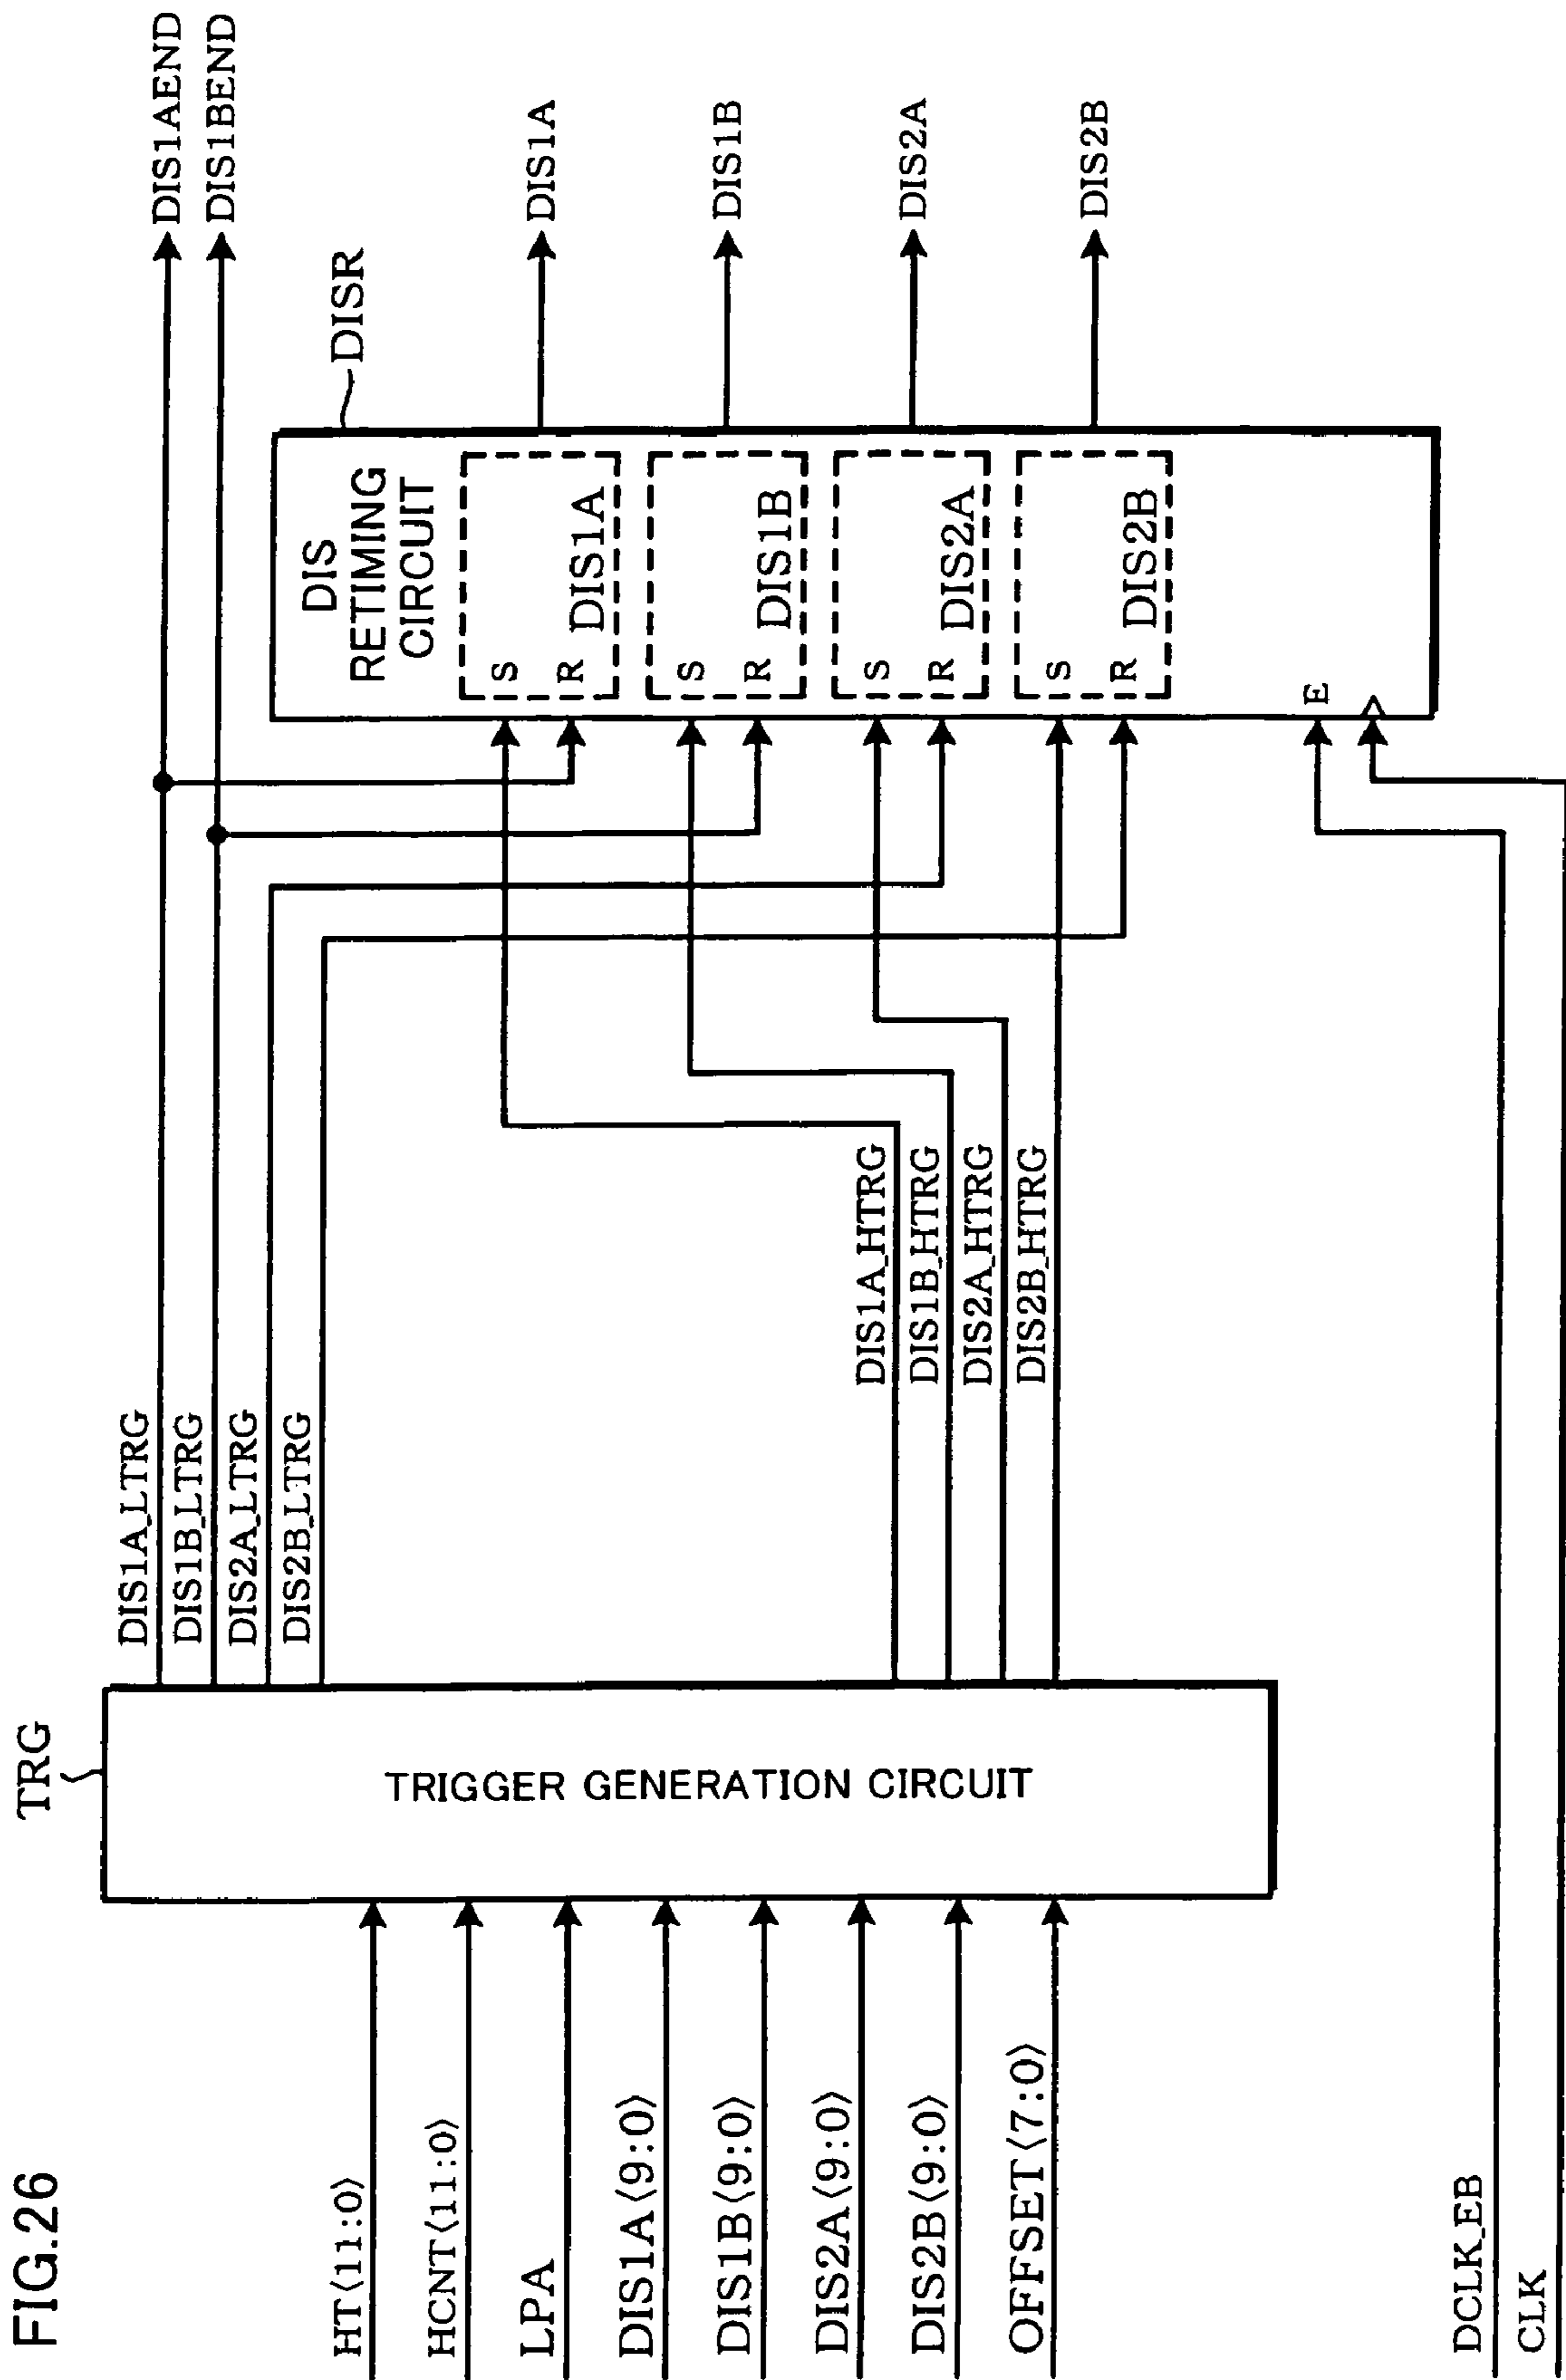 FIG.26
TRG
TRIGGER GENERATION CIRCUIT
HT⟨11:0⟩
HCNT⟨11:0⟩
LPA
DIS1A⟨9:0⟩
DIS1B⟨9:0⟩
DIS2A⟨9:0⟩
DIS2B⟨9:0⟩
OFFSET⟨7:0⟩
DCLK_EB
CLK
DIS1A_LTRG
DIS1B_LTRG
DIS2A_LTRG
DIS2B_LTRG
DIS1A_HTRG
DIS1B_HTRG
DIS2A_HTRG
DIS2B_HTRG
DISR
DIS
RETIMING
CIRCUIT
S
R DIS1A
S
R DIS1B
S
R DIS2A
S
R DIS2B
E
DIS1AEND
DIS1BEND
DIS1A
DIS1B
DIS2A
DIS2B